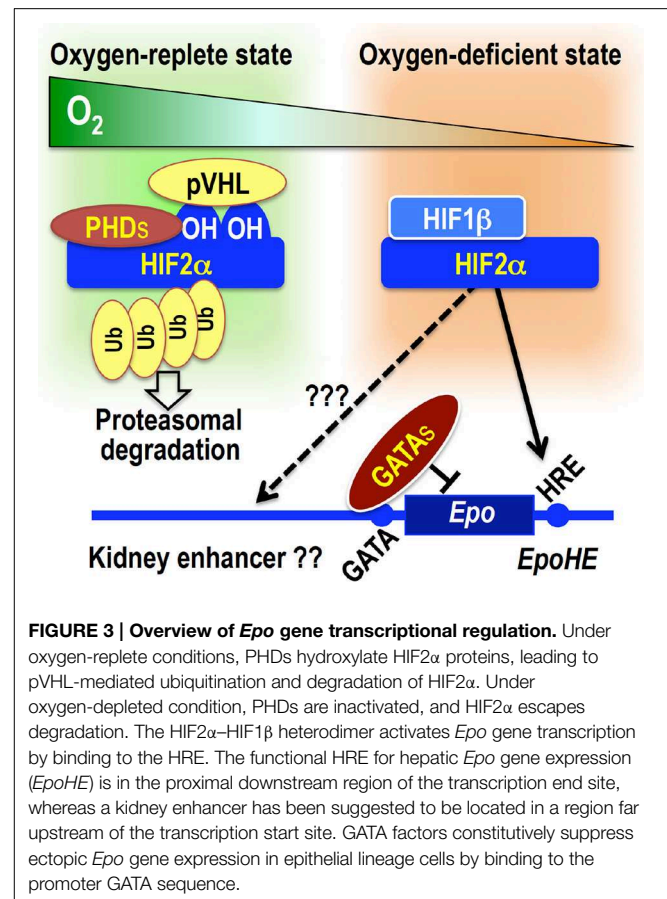 Oxygen-replete state Oxygen-deficient state
O₂
pVHL
PHDs OH OH
HIF2α
HIF1β
HIF2α
Ub Ub Ub Ub
Proteasomal
degradation
???
GATAs
GATA
Epo
HRE
Kidney enhancer ??
EpoHE
FIGURE 3 | Overview of Epo gene transcriptional regulation. Under
oxygen-replete conditions, PHDs hydroxylate HIF2α proteins, leading to
pVHL-mediated ubiquitination and degradation of HIF2α. Under
oxygen-depleted condition, PHDs are inactivated, and HIF2α escapes
degradation. The HIF2α–HIF1β heterodimer activates Epo gene transcription
by binding to the HRE. The functional HRE for hepatic Epo gene expression
(EpoHE) is in the proximal downstream region of the transcription end site,
whereas a kidney enhancer has been suggested to be located in a region far
upstream of the transcription start site. GATA factors constitutively suppress
ectopic Epo gene expression in epithelial lineage cells by binding to the
promoter GATA sequence.